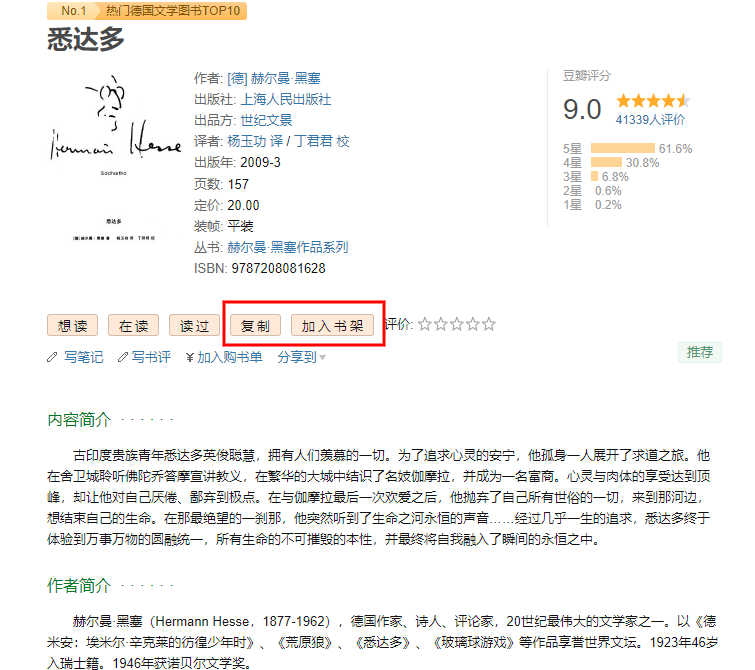 No.1 热门德国文学图书TOP10
悉达多
Hermann Hesse
Siddhartha
悉达多
[德]赫尔曼·黑塞 著 杨玉功 译 丁君君 校
作者: [德] 赫尔曼·黑塞
出版社: 上海人民出版社
出品方: 世纪文景
译者: 杨玉功 译 / 丁君君 校
出版年: 2009-3
页数: 157
定价: 20.00
装帧: 平装
丛书: 赫尔曼·黑塞作品系列
ISBN: 9787208081628
豆瓣评分
9.0
41339人评价
5星 61.6%
4星 30.8%
3星 6.8%
2星 0.6%
1星 0.2%
想读 在读 读过 复制 加入书架 评价:
写笔记 写书评 ¥加入购书单 分享到
推荐
内容简介 · · · · · ·
古印度贵族青年悉达多英俊聪慧，拥有人们羡慕的一切。为了追求心灵的安宁，他孤身一人展开了求道之旅。他
在舍卫城聆听佛陀乔答摩宣讲教义，在繁华的大城中结识了名妓伽摩拉，并成为一名富商。心灵与肉体的享受达到顶
峰，却让他对自己厌倦、鄙弃到极点。在与伽摩拉最后一次欢爱之后，他抛弃了自己所有世俗的一切，来到那河边，
想结束自己的生命。在那最绝望的一刹那，他突然听到了生命之河永恒的声音……经过几乎一生的追求，悉达多终于
体验到万事万物的圆融统一，所有生命的不可摧毁的本性，并最终将自我融入了瞬间的永恒之中。
作者简介 · · · · · ·
赫尔曼·黑塞（Hermann Hesse，1877-1962），德国作家、诗人、评论家，20世纪最伟大的文学家之一。以《德
米安：埃米尔·辛克莱的彷徨少年时》、《荒原狼》、《悉达多》、《玻璃球游戏》等作品享誉世界文坛。1923年46岁
入瑞士籍。1946年获诺贝尔文学奖。